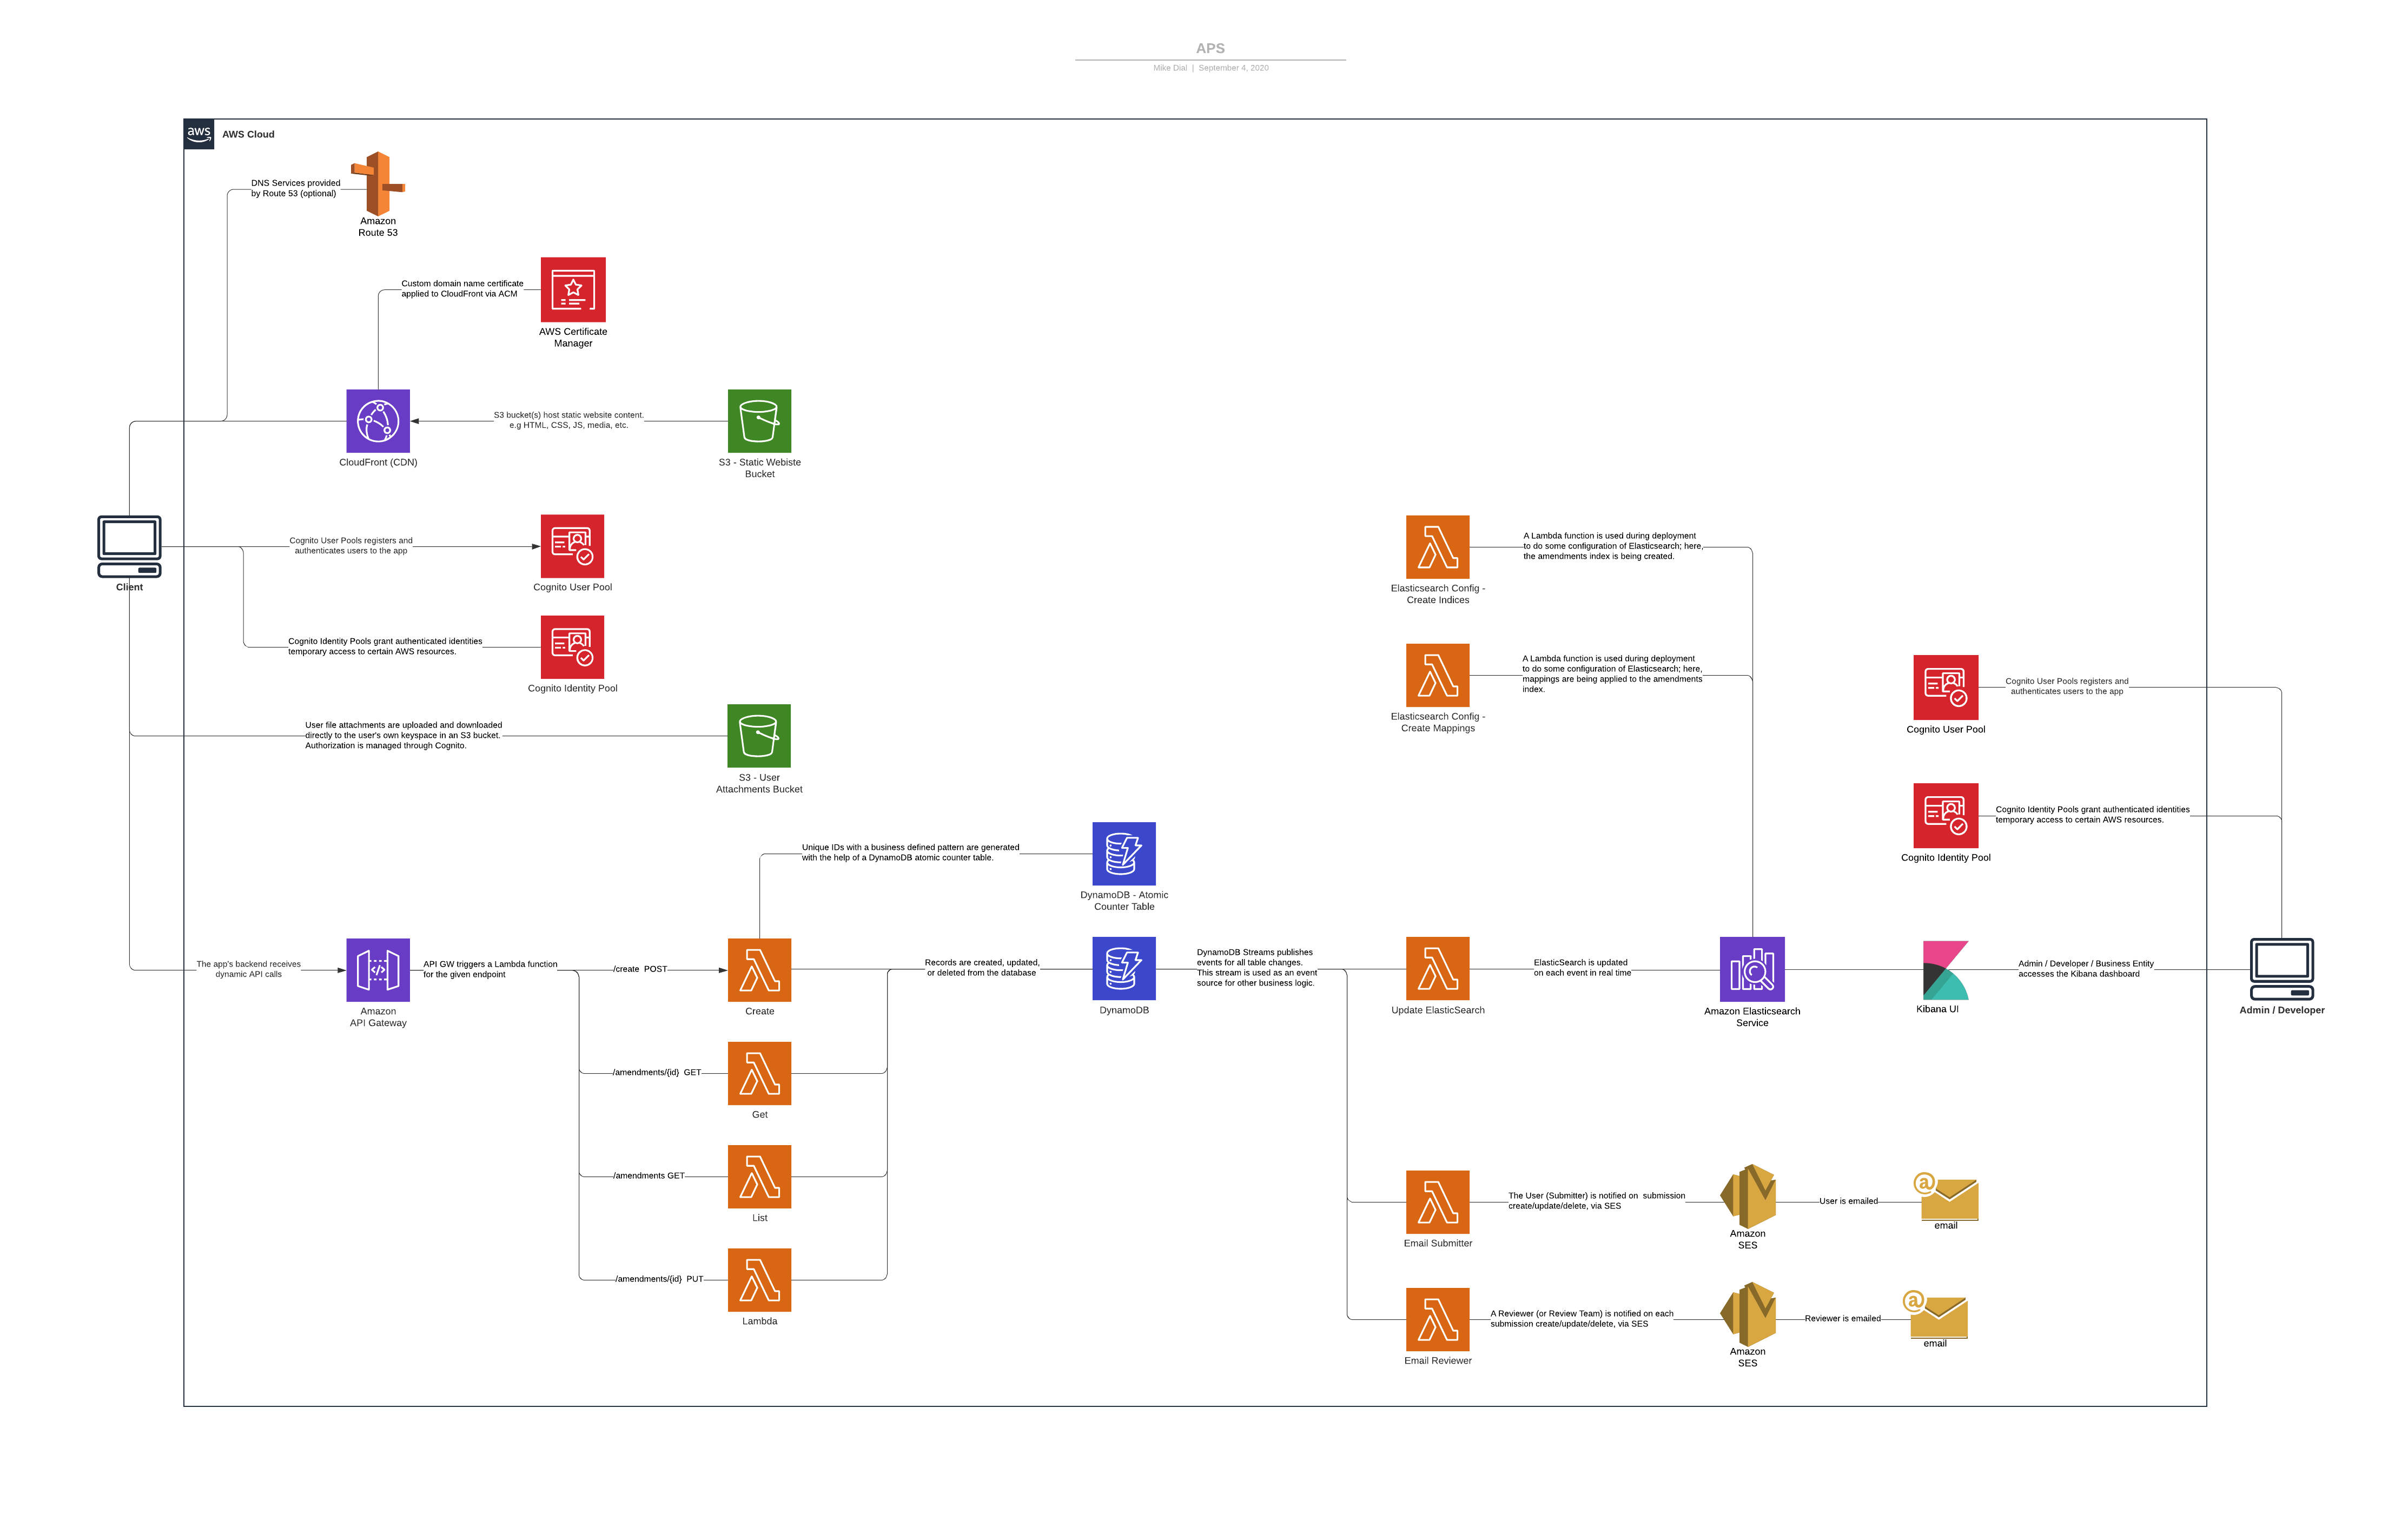 APS
Mike Dial | September 4, 2020
aws
AWS Cloud
DNS Services provided
by Route 53 (optional)
Amazon
Route 53
Custom domain name certificate
applied to CloudFront via ACM
AWS Certificate
Manager
S3 bucket(s) host static website content.
e.g HTML, CSS, JS, media, etc.
CloudFront (CDN)
S3 - Static Webiste
Bucket
Client
Cognito User Pools registers and
authenticates users to the app
Cognito User Pool
Cognito Identity Pools grant authenticated identities
temporary access to certain AWS resources.
Cognito Identity Pool
User file attachments are uploaded and downloaded
directly to the user's own keyspace in an S3 bucket.
Authorization is managed through Cognito.
S3 - User
Attachments Bucket
A Lambda function is used during deployment
to do some configuration of Elasticsearch; here,
the amendments index is being created.
Elasticsearch Config -
Create Indices
A Lambda function is used during deployment
to do some configuration of Elasticsearch; here,
mappings are being applied to the amendments
index.
Elasticsearch Config -
Create Mappings
Cognito User Pools registers and
authenticates users to the app
Cognito User Pool
Cognito Identity Pools grant authenticated identities
temporary access to certain AWS resources.
Cognito Identity Pool
Unique IDs with a business defined pattern are generated
with the help of a DynamoDB atomic counter table.
DynamoDB - Atomic
Counter Table
The app's backend receives
dynamic API calls
Amazon
API Gateway
API GW triggers a Lambda function
for the given endpoint
/create POST
Create
Records are created, updated,
or deleted from the database
DynamoDB
DynamoDB Streams publishes
events for all table changes.
This stream is used as an event
source for other business logic.
Update ElasticSearch
ElasticSearch is updated
on each event in real time
Amazon Elasticsearch
Service
Kibana UI
Admin / Developer / Business Entity
accesses the Kibana dashboard
Admin / Developer
/amendments/{id} GET
Get
/amendments GET
List
/amendments/{id} PUT
Lambda
Email Submitter
The User (Submitter) is notified on submission
create/update/delete, via SES
Amazon
SES
User is emailed
@
email
Email Reviewer
A Reviewer (or Review Team) is notified on each
submission create/update/delete, via SES
Amazon
SES
Reviewer is emailed
@
email